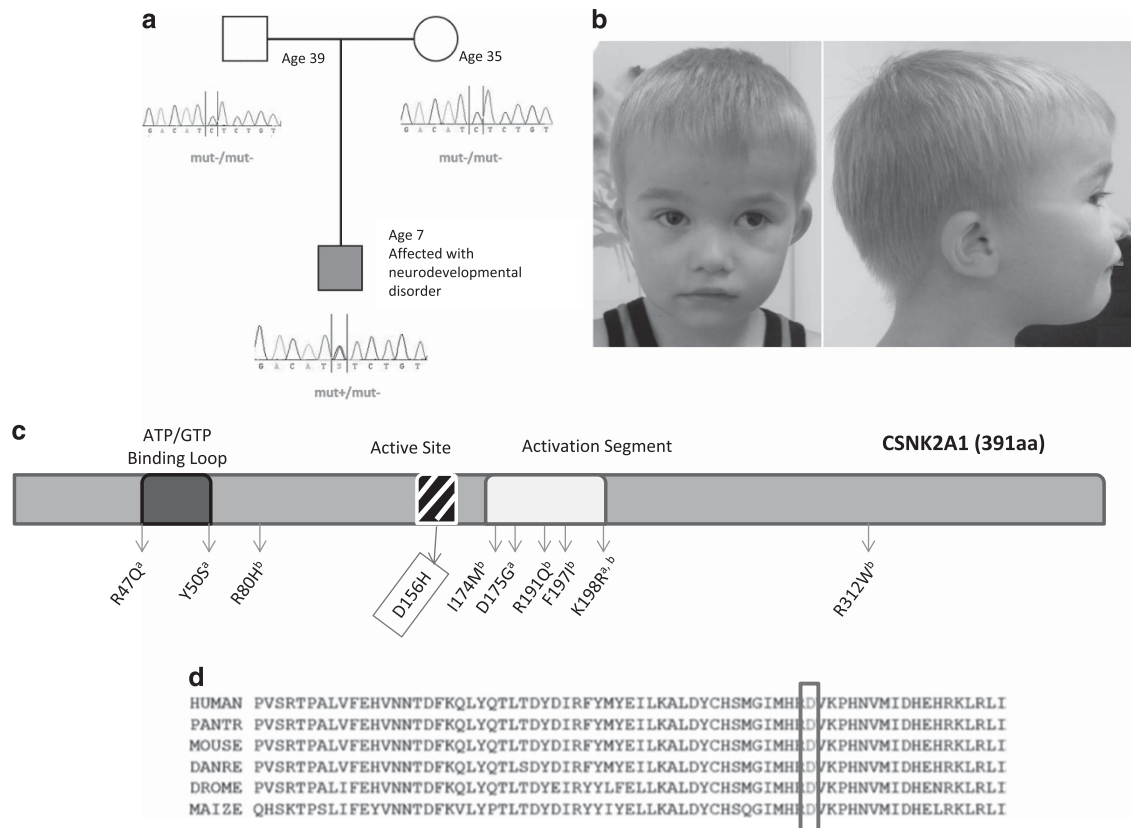 a
Age 39
Age 35
G A C A T C T C T G T
mut-/mut-
G A C A T C T C T G T
mut-/mut-
Age 7
Affected with
neurodevelopmental
disorder
G A C A T S T C T G T
mut+/mut-
b
c
ATP/GTP
Binding Loop
Active Site
Activation Segment
CSNK2A1 (391aa)
R47Qᵃ
Y50Sᵃ
R80Hᵇ
D156H
I174Mᵇ
D175Gᵃ
R191Qᵇ
F197Iᵇ
K198Rᵃ, ᵇ
R312Wᵇ
d
HUMAN PVSRTPALVFEHVNNTDFKQLYQTLTDYDIRFYMYEILKALDYCHSMGIMHRDVKPHNVMIDHEHRKLRLI
PANTR PVSRTPALVFEHVNNTDFKQLYQTLTDYDIRFYMYEILKALDYCHSMGIMHRDVKPHNVMIDHEHRKLRLI
MOUSE PVSRTPALVFEHVNNTDFKQLYQTLTDYDIRFYMYEILKALDYCHSMGIMHRDVKPHNVMIDHEHRKLRLI
DANRE PVSRTPALVFEHVNNTDFKQLYQTLSDYDIRFYMYEILKALDYCHSMGIMHRDVKPHNVMIDHEHRKLRLI
DROME PVSRTPALIFEHVNNTDFKQLYQTLTDYEIRYYLFELLKALDYCHSMGIMHRDVKPHNVMIDHENRKLRLI
MAIZE QHSKTPSLIFEYVNNTDFKVLYPTLTDYDIRYYIYELLKALDYCHSQGIMHRDVKPHNVMIDHELRKLRLI